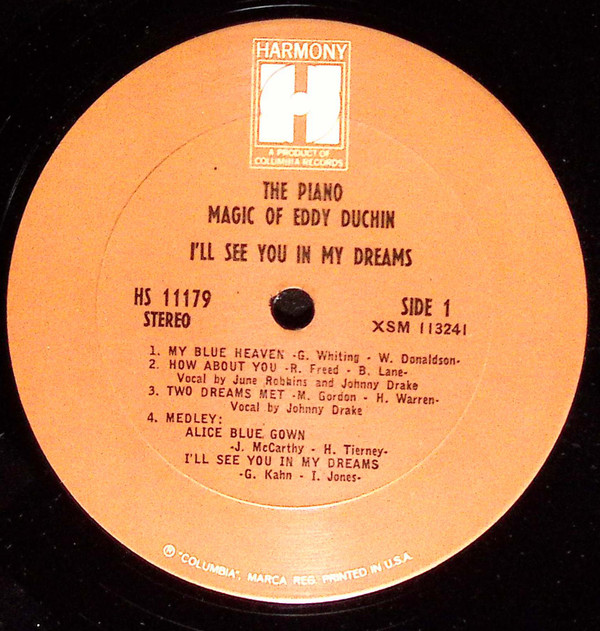 HARMONY
H
A PRODUCT OF
COLUMBIA RECORDS
THE PIANO
MAGIC OF EDDY DUCHIN
I'LL SEE YOU IN MY DREAMS
HS 11179
STEREO
SIDE 1
XSM 113241
1. MY BLUE HEAVEN -G. Whiting - W. Donaldson-
2. HOW ABOUT YOU -R. Freed - B. Lane-
Vocal by June Robbins and Johnny Drake
3. TWO DREAMS MET -M. Gordon - H. Warren-
Vocal by Johnny Drake
4. MEDLEY:
ALICE BLUE GOWN
-J. McCarthy - H. Tierney-
I'LL SEE YOU IN MY DREAMS
-G. Kahn - I. Jones-
Ⓜ "COLUMBIA", MARCA REG. PRINTED IN U.S.A.